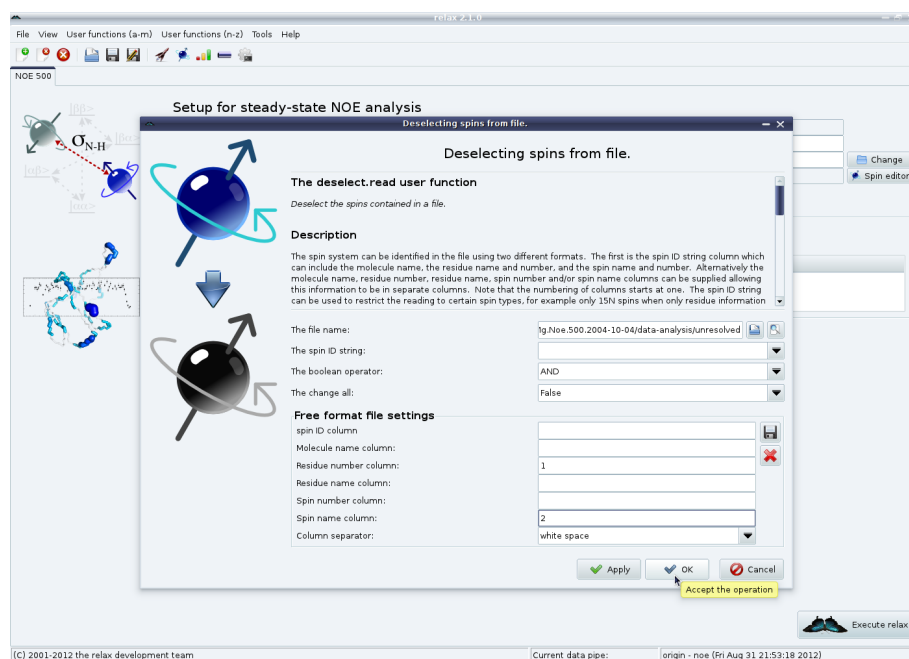 relax 2.1.0
File View User functions (a-m) User functions (n-z) Tools Help
NOE 500
Setup for steady-state NOE analysis
|ββ>
σN-H
|βα>
|αβ>
|αα>
Change
Spin editor
Deselecting spins from file.
Deselecting spins from file.
The deselect.read user function
Deselect the spins contained in a file.
Description
The spin system can be identified in the file using two different formats. The first is the spin ID string column which
can include the molecule name, the residue name and number, and the spin name and number. Alternatively the
molecule name, residue number, residue name, spin number and/or spin name columns can be supplied allowing
this information to be in separate columns. Note that the numbering of columns starts at one. The spin ID string
can be used to restrict the reading to certain spin types, for example only 15N spins when only residue information
The file name: 1g.Noe.500.2004-10-04/data-analysis/unresolved
The spin ID string:
The boolean operator: AND
The change all: False
Free format file settings
spin ID column
Molecule name column:
Residue number column: 1
Residue name column:
Spin number column:
Spin name column: 2
Column separator: white space
Apply OK Cancel
Accept the operation
Execute relax
(C) 2001-2012 the relax development team Current data pipe: origin - noe (Fri Aug 31 21:53:18 2012)